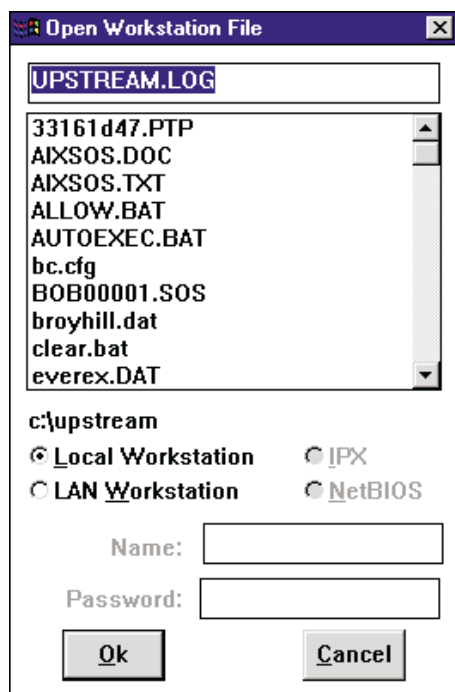 Open Workstation File
UPSTREAM.LOG
33161d47.PTP
AIXSOS.DOC
AIXSOS.TXT
ALLOW.BAT
AUTOEXEC.BAT
bc.cfg
BOB00001.SOS
broyhill.dat
clear.bat
everex.DAT
c:\upstream
Local Workstation IPX
LAN Workstation NetBIOS
Name:
Password:
Ok Cancel